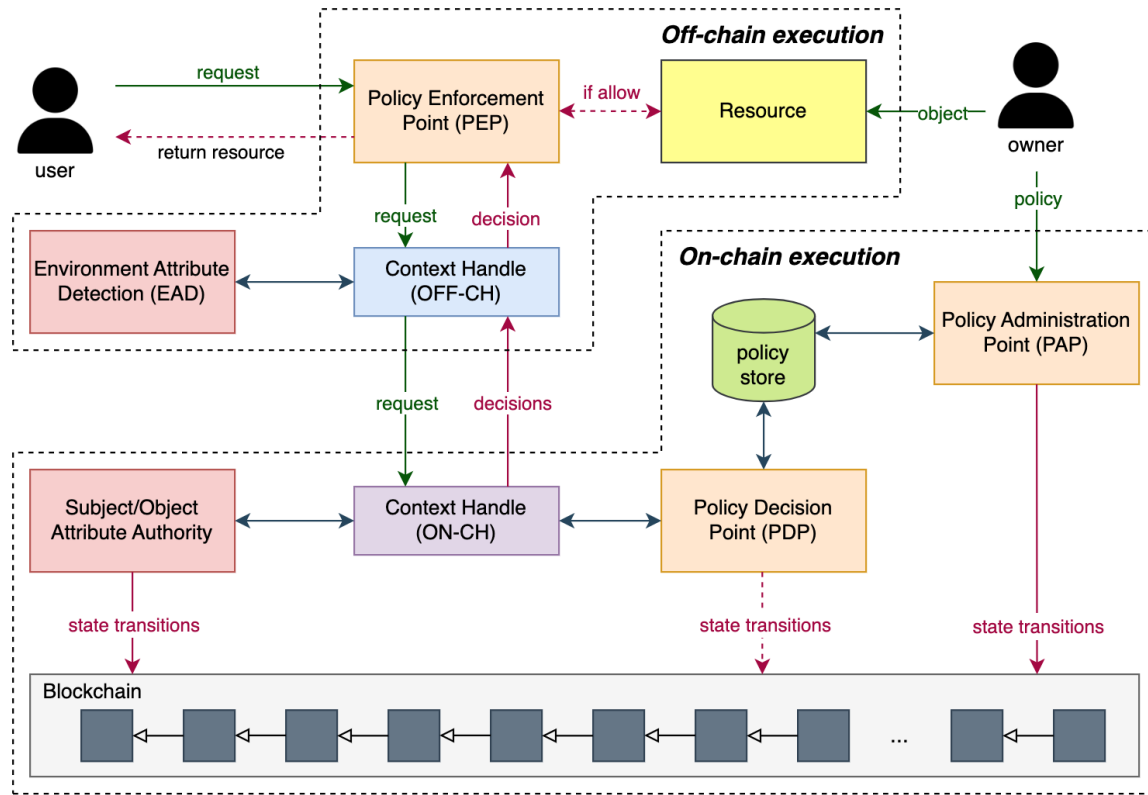 Off-chain execution
request
Policy Enforcement
Point (PEP)
if allow
Resource
object
return resource
user
owner
policy
request
decision
On-chain execution
Environment Attribute
Detection (EAD)
Context Handle
(OFF-CH)
Policy Administration
Point (PAP)
policy
store
request
decisions
Subject/Object
Attribute Authority
Context Handle
(ON-CH)
Policy Decision
Point (PDP)
state transitions
state transitions
state transitions
Blockchain
...